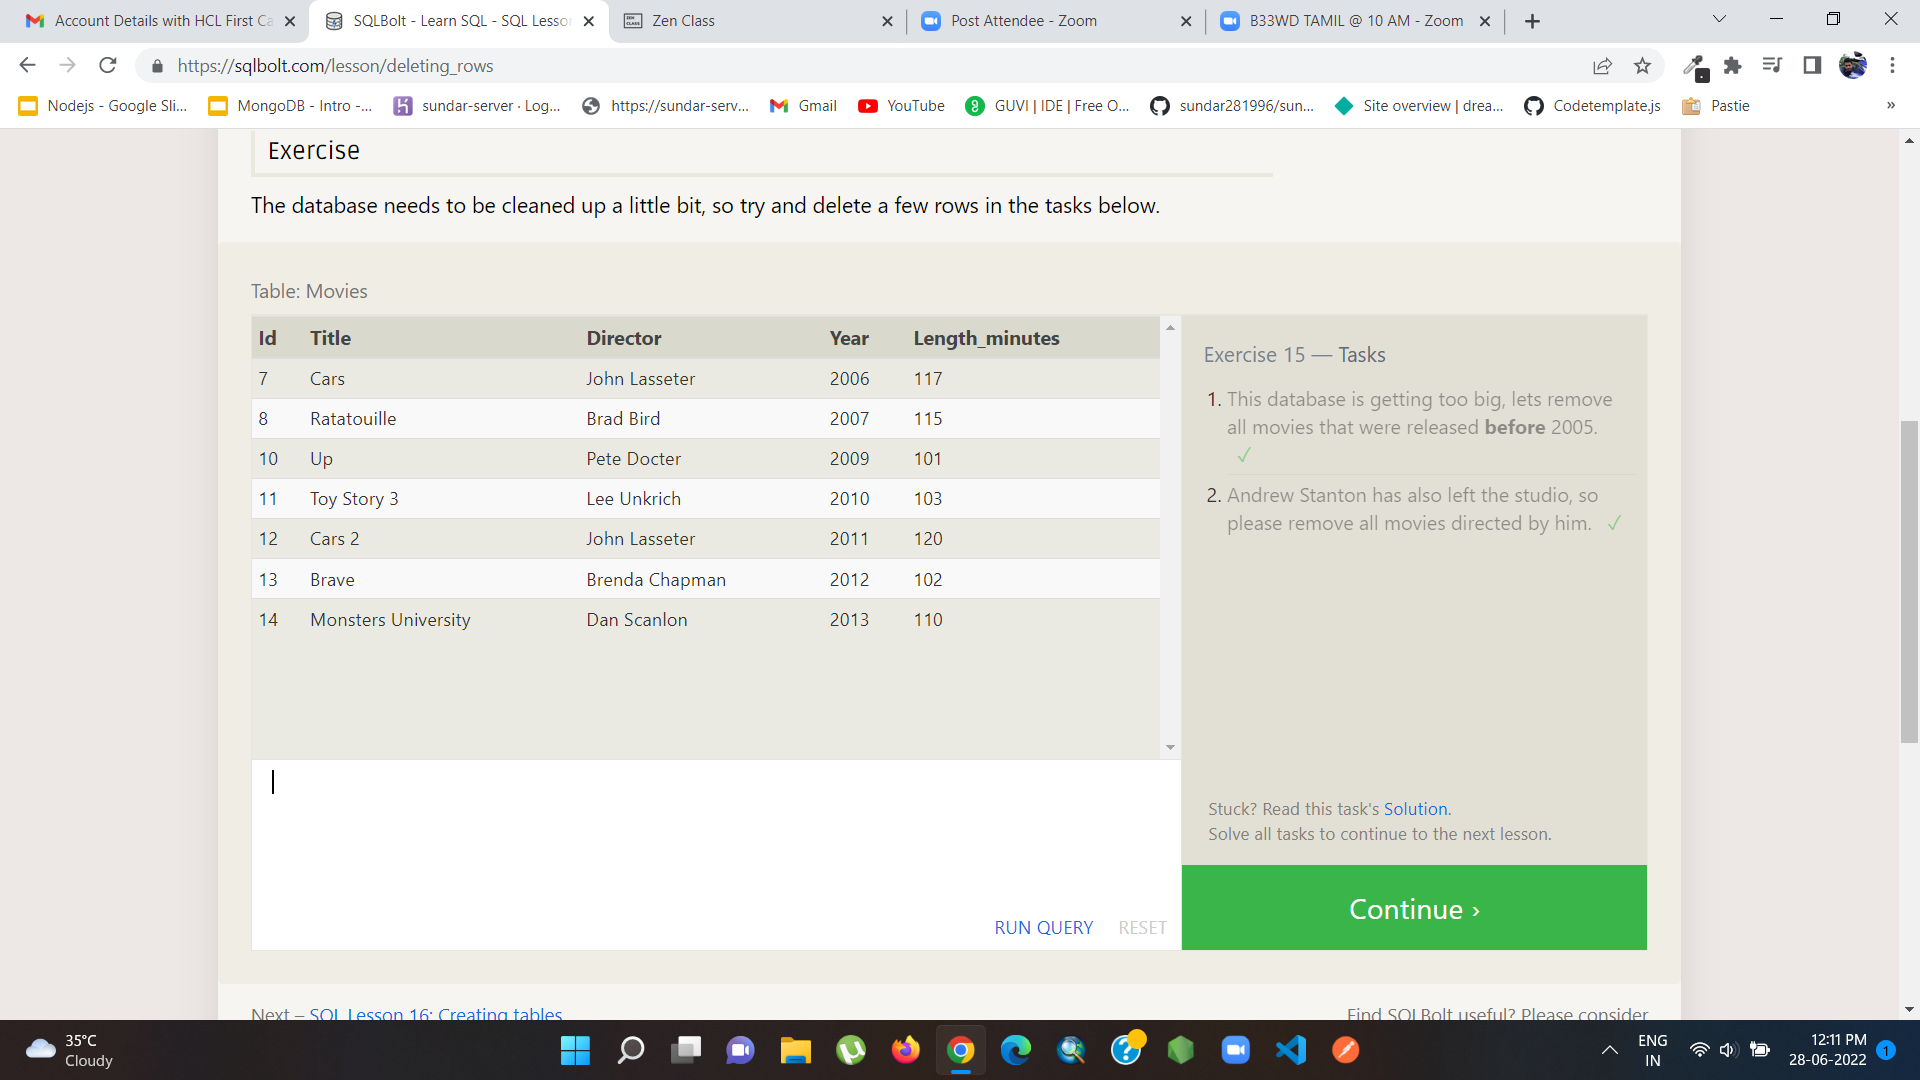 Account Details with HCL First Ca
SQLBolt - Learn SQL - SQL Lesson
Zen Class
Post Attendee - Zoom
B33WD TAMIL @ 10 AM - Zoom
https://sqlbolt.com/lesson/deleting_rows
Nodejs - Google Sli...
MongoDB - Intro -...
sundar-server · Log...
https://sundar-serv...
Gmail
YouTube
GUVI | IDE | Free O...
sundar281996/sun...
Site overview | drea...
Codetemplate.js
Pastie
»
Exercise
The database needs to be cleaned up a little bit, so try and delete a few rows in the tasks below.
Table: Movies
Id Title Director Year Length_minutes
7 Cars John Lasseter 2006 117
8 Ratatouille Brad Bird 2007 115
10 Up Pete Docter 2009 101
11 Toy Story 3 Lee Unkrich 2010 103
12 Cars 2 John Lasseter 2011 120
13 Brave Brenda Chapman 2012 102
14 Monsters University Dan Scanlon 2013 110
Exercise 15 — Tasks
1. This database is getting too big, lets remove
all movies that were released before 2005.
✓
2. Andrew Stanton has also left the studio, so
please remove all movies directed by him. ✓
Stuck? Read this task's Solution.
Solve all tasks to continue to the next lesson.
RUN QUERY RESET
Continue ›
Next – SQL Lesson 16: Creating tables
Find SQLBolt useful? Please consider
35°C
Cloudy
ENG
IN
12:11 PM
28-06-2022
1